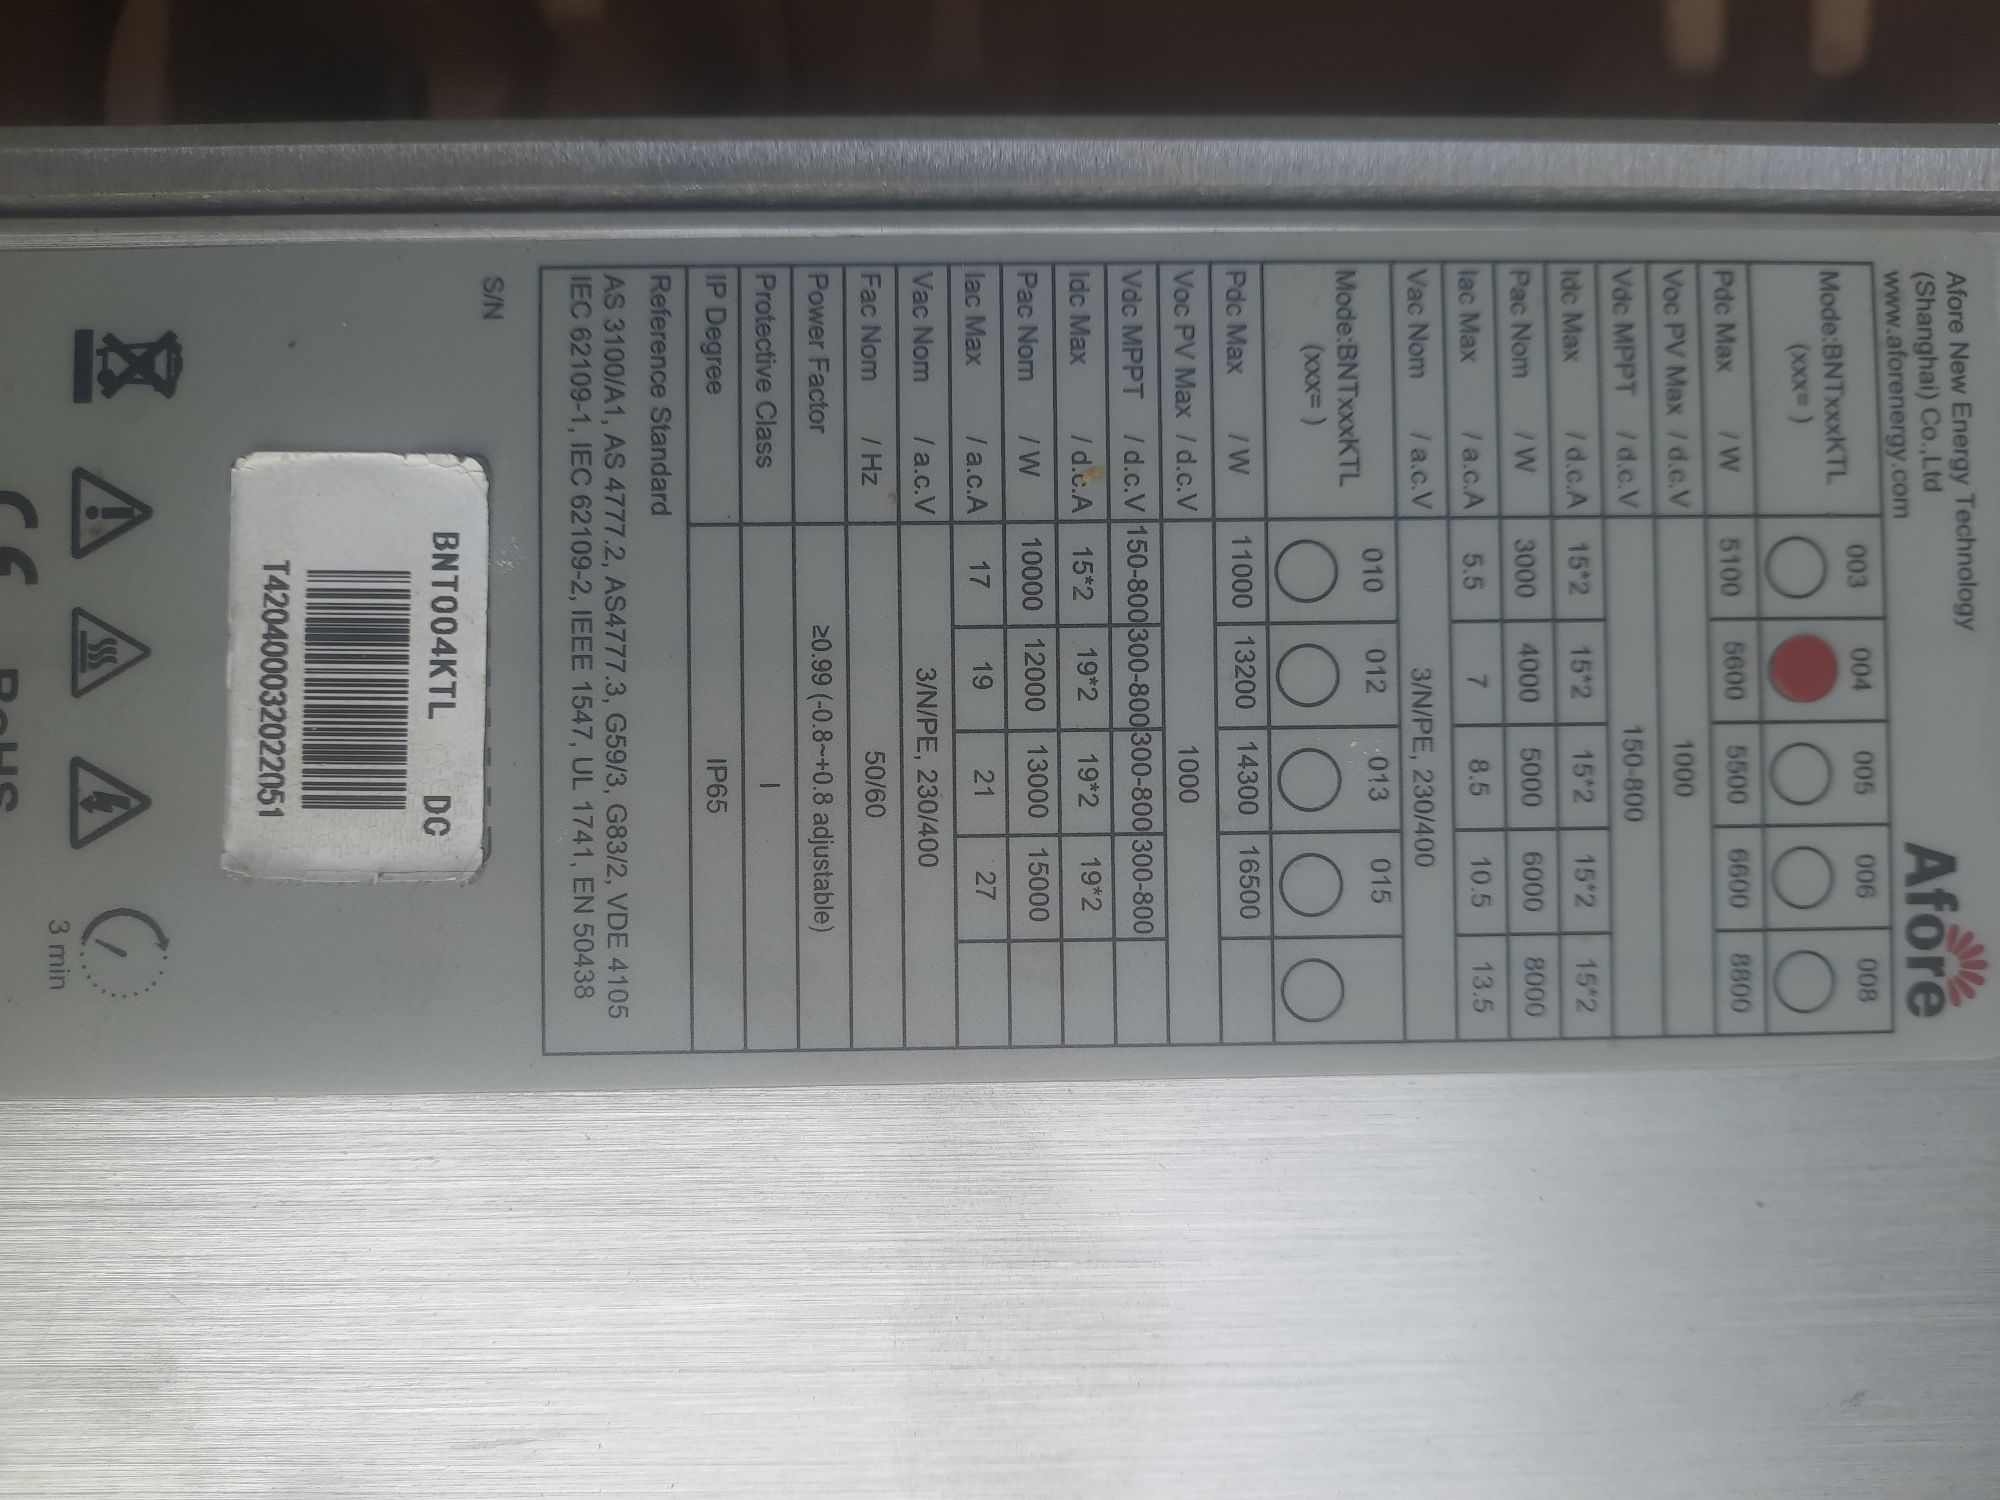 Afore New Energy Technology
(Shanghai) Co.,Ltd
www.aforenergy.com
Afore
Mode:BNTxxxKTL (xxx= ) 003 004 005 006 008
Pdc Max / W 5100 5600 5500 6600 8800
Voc PV Max / d.c.V 1000
Vdc MPPT / d.c.V 150-800
Idc Max / d.c.A 15*2 15*2 15*2 15*2 15*2
Pac Nom / W 3000 4000 5000 6000 8000
Iac Max / a.c.A 5.5 7 8.5 10.5 13.5
Vac Nom / a.c.V 3/N/PE, 230/400
Mode:BNTxxxKTL (xxx= ) 010 012 013 015
Pdc Max / W 11000 13200 14300 16500
Voc PV Max / d.c.V 1000
Vdc MPPT / d.c.V 150-800 300-800 300-800 300-800
Idc Max / d.c.A 15*2 19*2 19*2 19*2
Pac Nom / W 10000 12000 13000 15000
Iac Max / a.c.A 17 19 21 27
Vac Nom / a.c.V 3/N/PE, 230/400
Fac Nom / Hz 50/60
Power Factor ≥0.99 (-0.8~+0.8 adjustable)
Protective Class I
IP Degree IP65
Reference Standard
AS 3100/A1, AS 4777.2, AS4777.3, G59/3, G83/2, VDE 4105
IEC 62109-1, IEC 62109-2, IEEE 1547, UL 1741, EN 50438
S/N
BNT004KTL DC
T420400032022051
3 min
CE RoHS